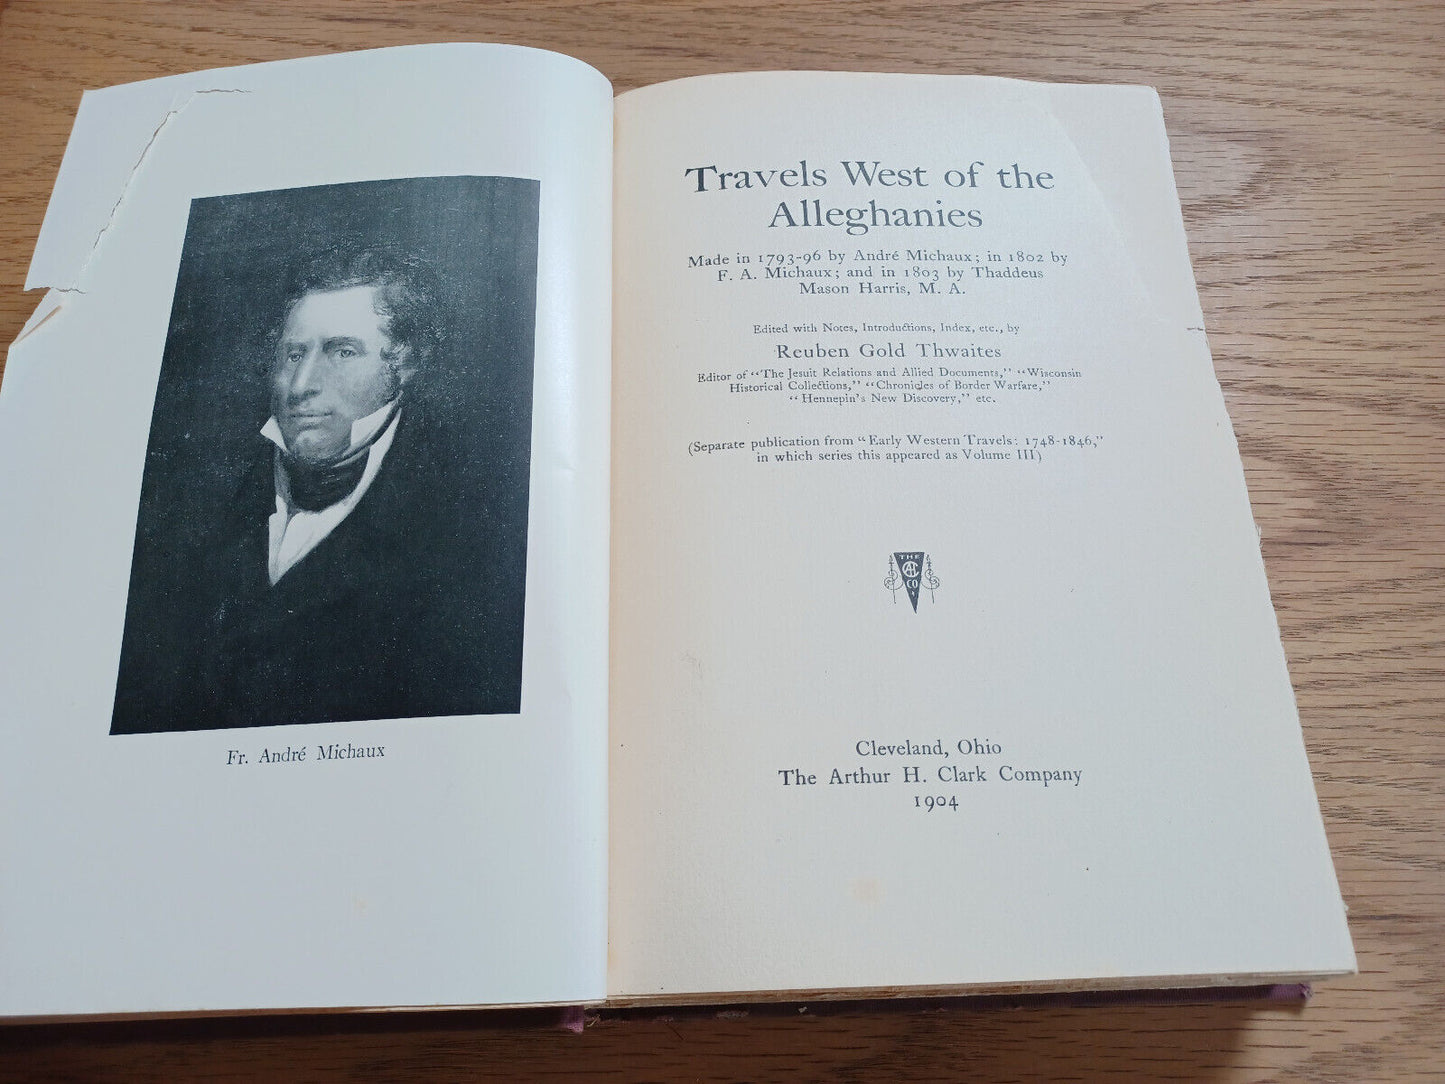 Fr. André Michaux
Travels West of the
Alleghanies
Made in 1793-96 by André Michaux; in 1802 by
F. A. Michaux; and in 1803 by Thaddeus
Mason Harris, M. A.
Edited with Notes, Introductions, Index, etc., by
Reuben Gold Thwaites
Editor of "The Jesuit Relations and Allied Documents," "Wisconsin
Historical Collections," "Chronicles of Border Warfare,"
"Hennepin's New Discovery," etc.
(Separate publication from "Early Western Travels: 1748-1846,"
in which series this appeared as Volume III)
THE
AHC
CO
Cleveland, Ohio
The Arthur H. Clark Company
1904